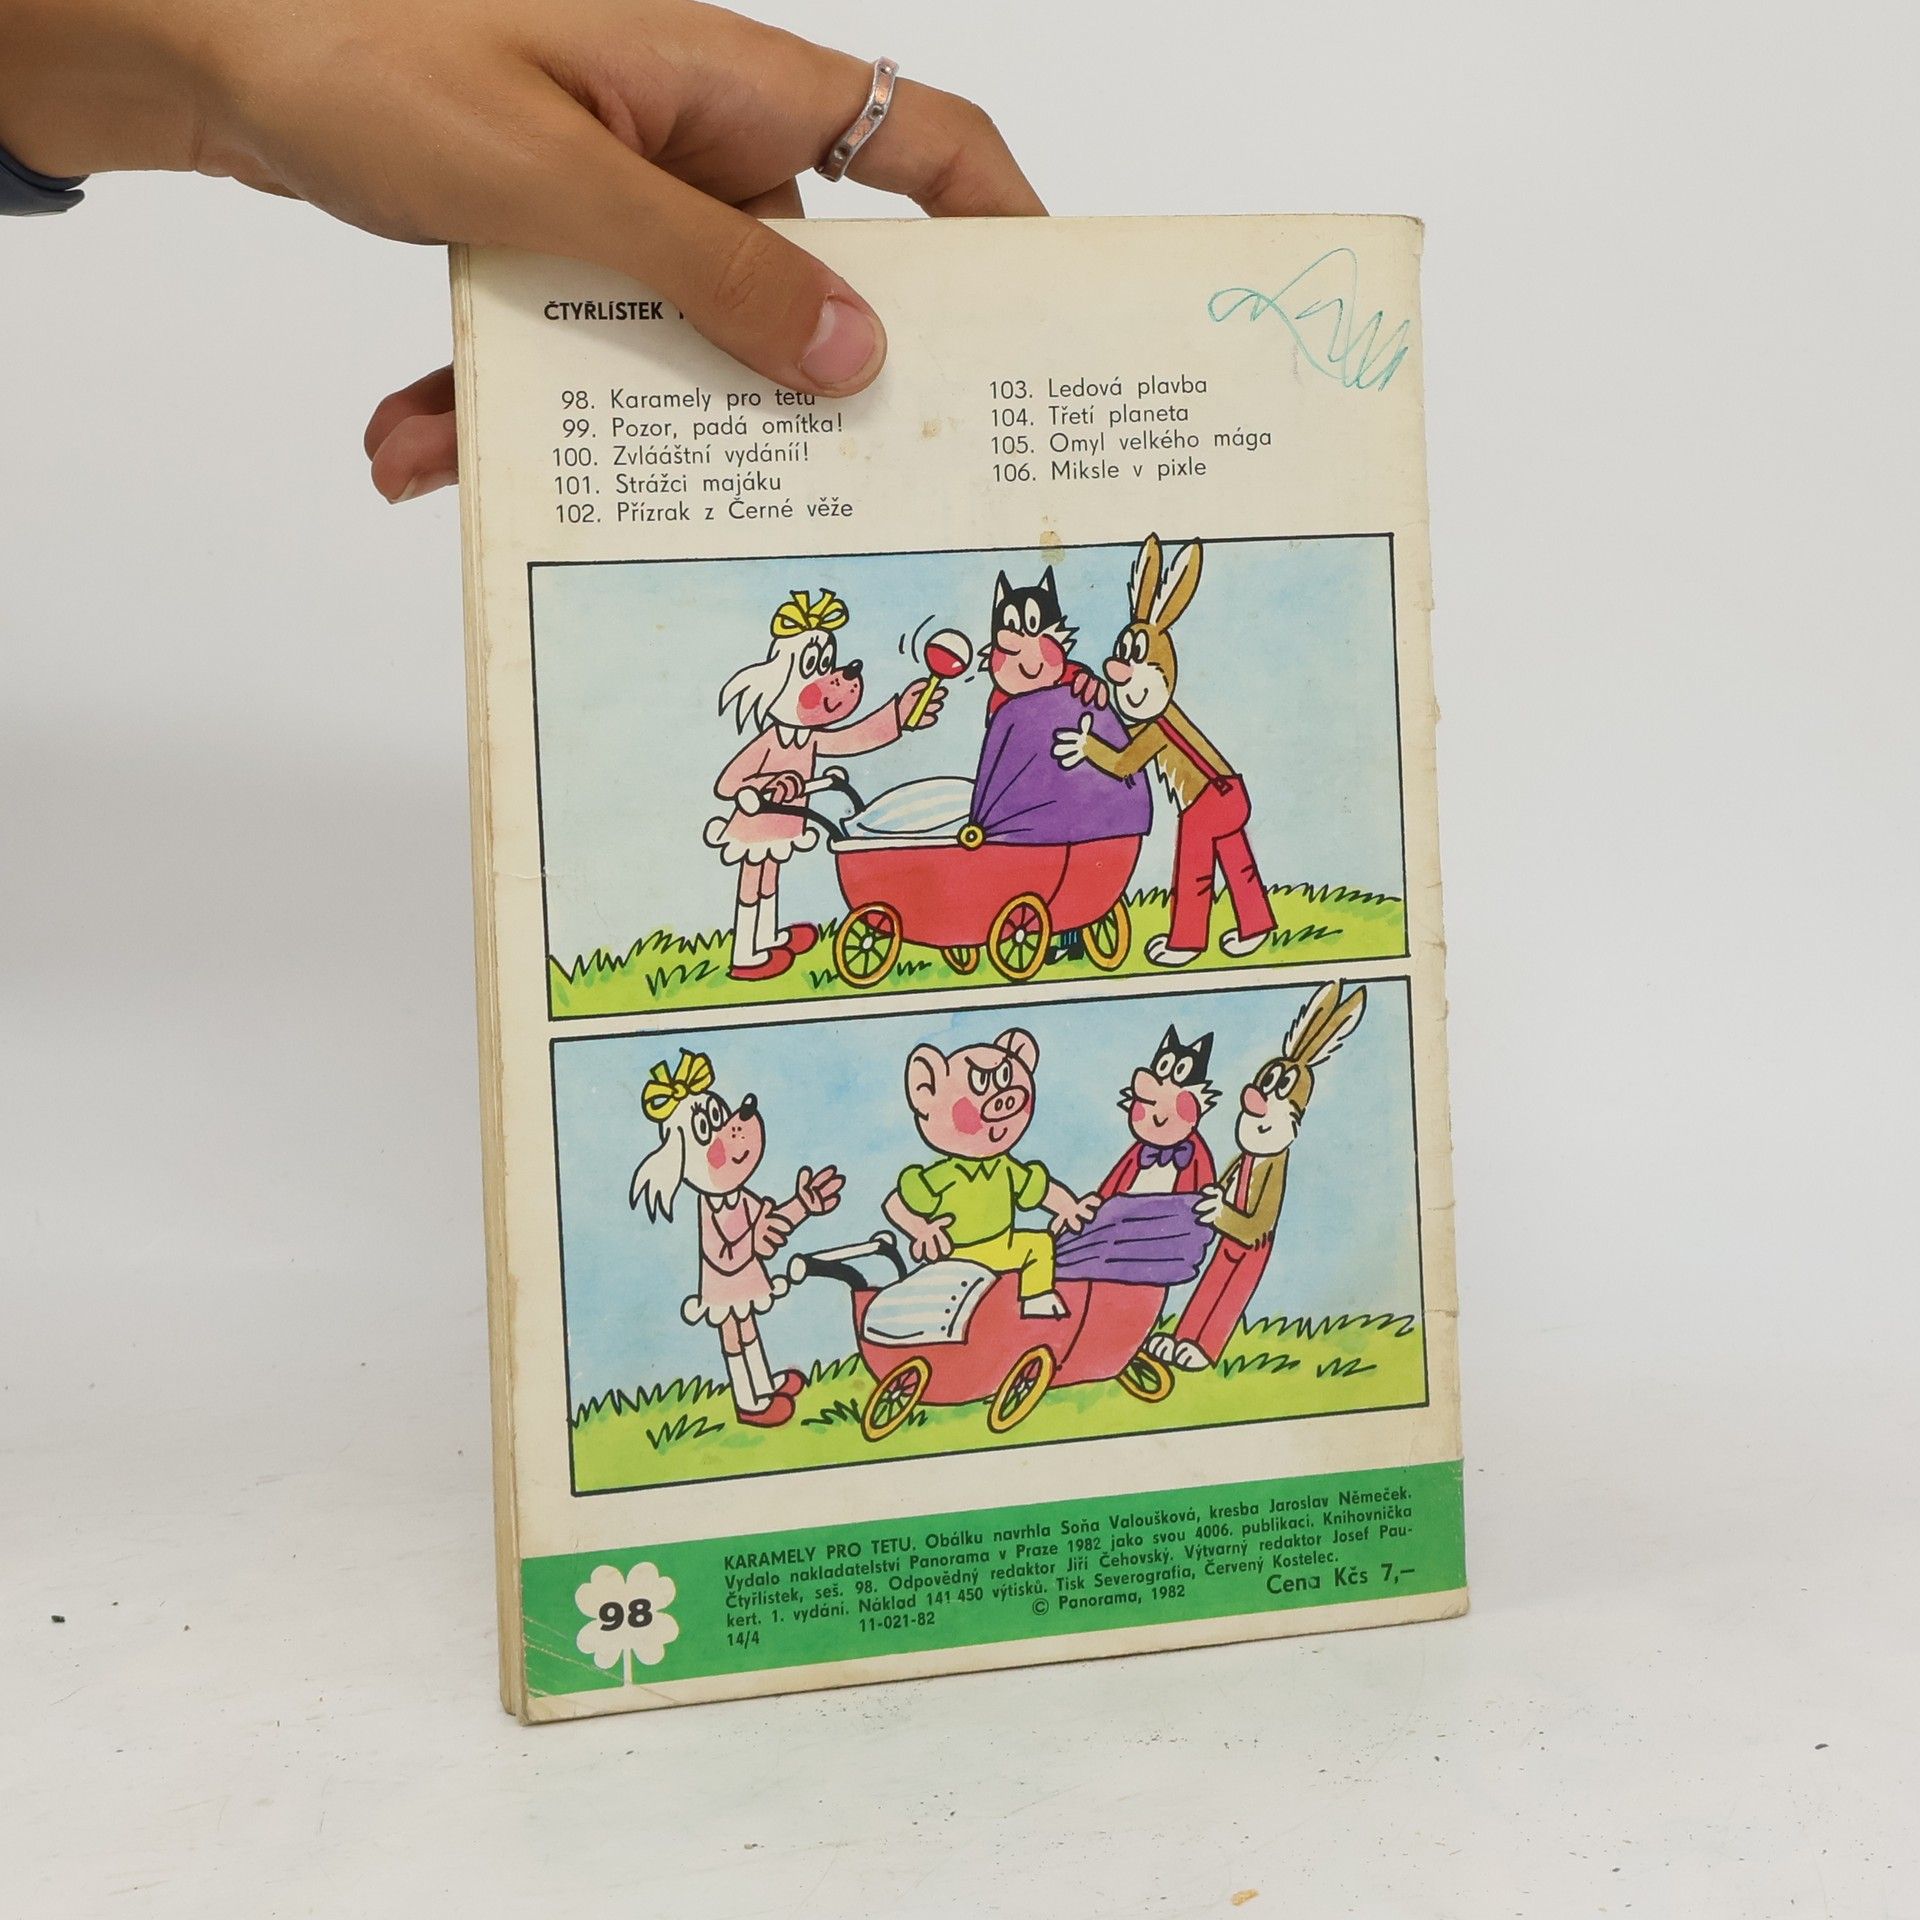 ČTYŘLÍSTEK
98. Karamely pro tetu
99. Pozor, padá omítka!
100. Zvlááštní vydáníí!
101. Strážci majáku
102. Přízrak z Černé věže
103. Ledová plavba
104. Třetí planeta
105. Omyl velkého mága
106. Miksle v pixle
98
KARAMELY PRO TETU. Obálku navrhla Soňa Valoušková, kresba Jaroslav Němeček.
Vydalo nakladatelství Panorama v Praze 1982 jako svou 4006. publikaci. Knihovnička
Čtyřlístek, seš. 98. Odpovědný redaktor Jiří Čehovský. Výtvarný redaktor Josef Pau-
kert. 1. vydání. Náklad 141 450 výtisků. Tisk Severografia, Červený Kostelec.
14/4 11-021-82 © Panorama, 1982 Cena Kčs 7,—